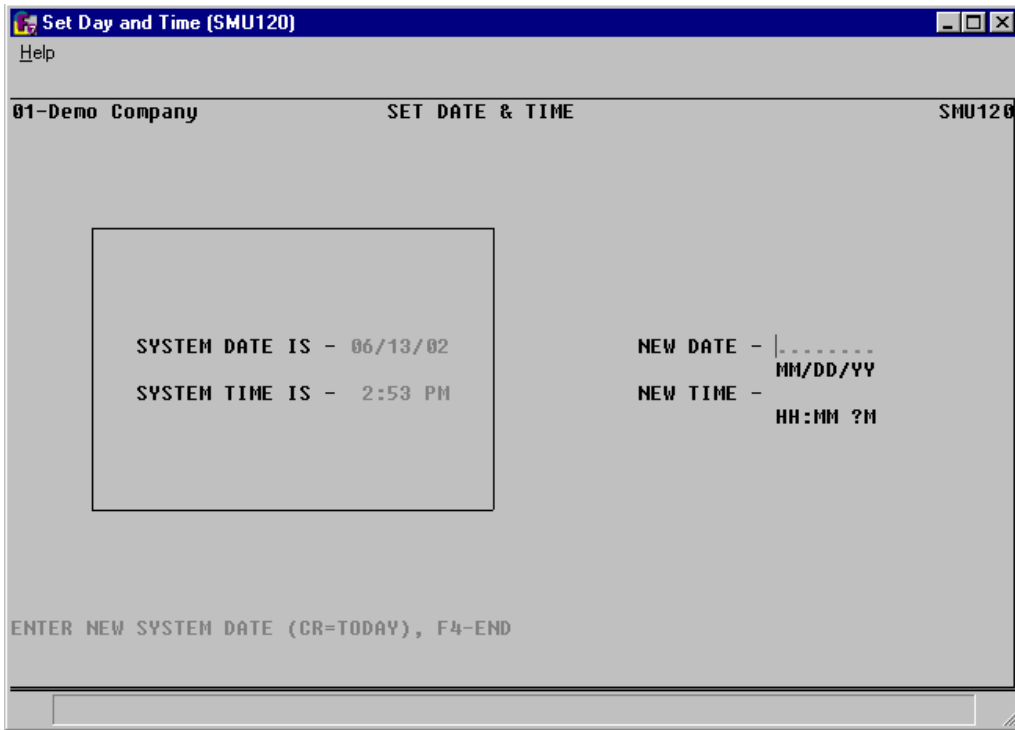 Set Day and Time (SMU120)
Help
01-Demo Company SET DATE & TIME SMU120
SYSTEM DATE IS - 06/13/02 NEW DATE - ........
MM/DD/YY
SYSTEM TIME IS - 2:53 PM NEW TIME -
HH:MM ?M
ENTER NEW SYSTEM DATE (CR=TODAY), F4-END